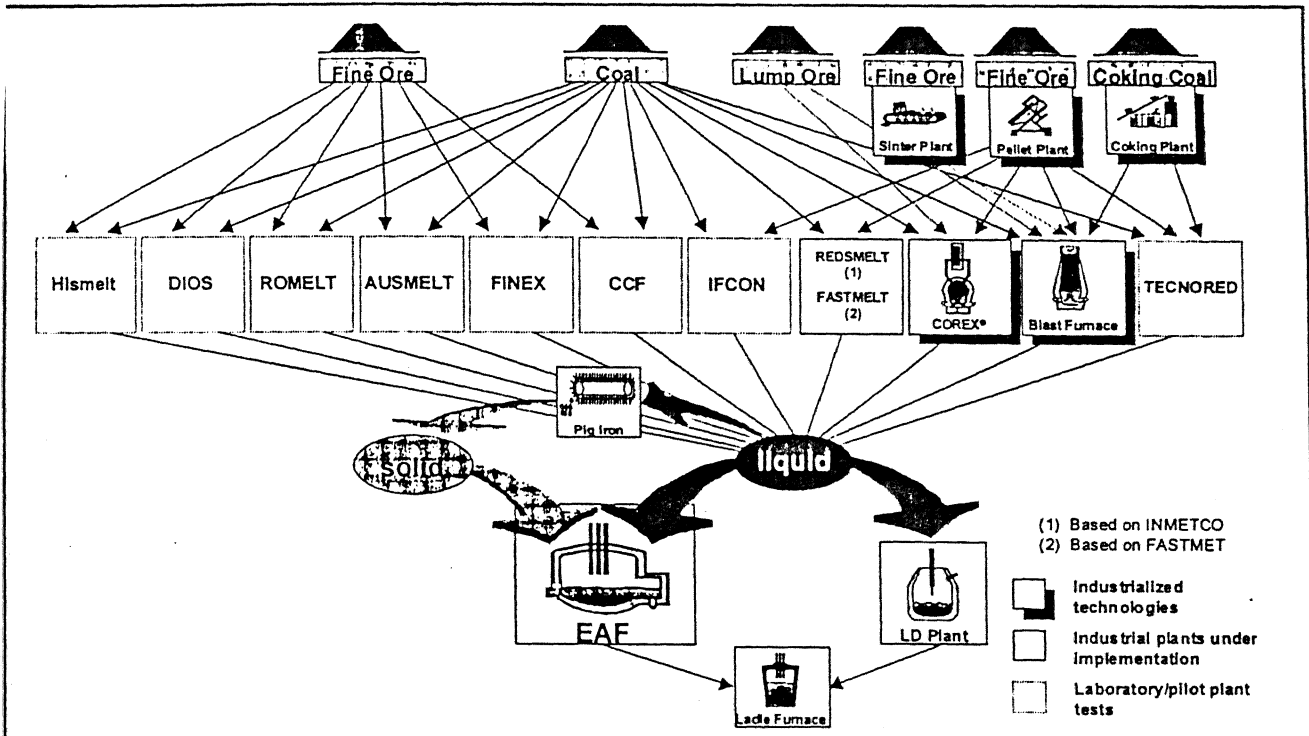 Fine Ore
Coal
Lump Ore
Fine Ore
Fine Ore
Coking Coal
Sinter Plant
Pellet Plant
Coking Plant
HIsmelt
DIOS
ROMELT
AUSMELT
FINEX
CCF
IFCON
REDSMELT
(1)
FASTMELT
(2)
COREX®
Blast Furnace
TECNORED
Pig Iron
solid
liquid
EAF
LD Plant
Ladle Furnace
(1) Based on INMETCO
(2) Based on FASTMET
Industrialized
technologies
Industrial plants under
implementation
Laboratory/pilot plant
tests